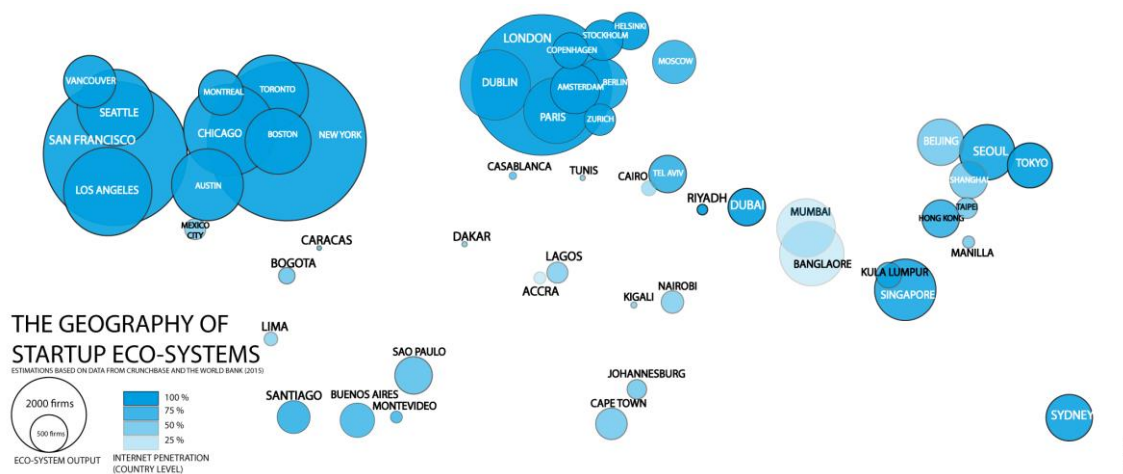 LONDON
HELSINKI
STOCKHOLM
COPENHAGEN
MOSCOW
VANCOUVER
SEATTLE
MONTREAL
TORONTO
DUBLIN
AMSTERDAM
BERLIN
SAN FRANCISCO
CHICAGO
BOSTON
NEW YORK
PARIS
ZURICH
BEIJING
SEOUL
TOKYO
LOS ANGELES
AUSTIN
CASABLANCA
TUNIS
CAIRO
TEL AVIV
SHANGHAI
RIYADH
DUBAI
MUMBAI
TAIPEI
HONG KONG
MEXICO
CITY
CARACAS
DAKAR
MANILLA
BOGOTA
LAGOS
BANGLAORE
KULA LUMPUR
ACCRA
KIGALI
NAIROBI
SINGAPORE
LIMA
SAO PAULO
JOHANNESBURG
SANTIAGO
BUENOS AIRES
MONTEVIDEO
CAPE TOWN
SYDNEY
THE GEOGRAPHY OF
STARTUP ECO-SYSTEMS
ESTIMATIONS BASED ON DATA FROM CRUNCHBASE AND THE WORLD BANK (2015)
2000 firms
500 firms
ECO-SYSTEM OUTPUT
100 %
75 %
50 %
25 %
INTERNET PENETRATION
(COUNTRY LEVEL)